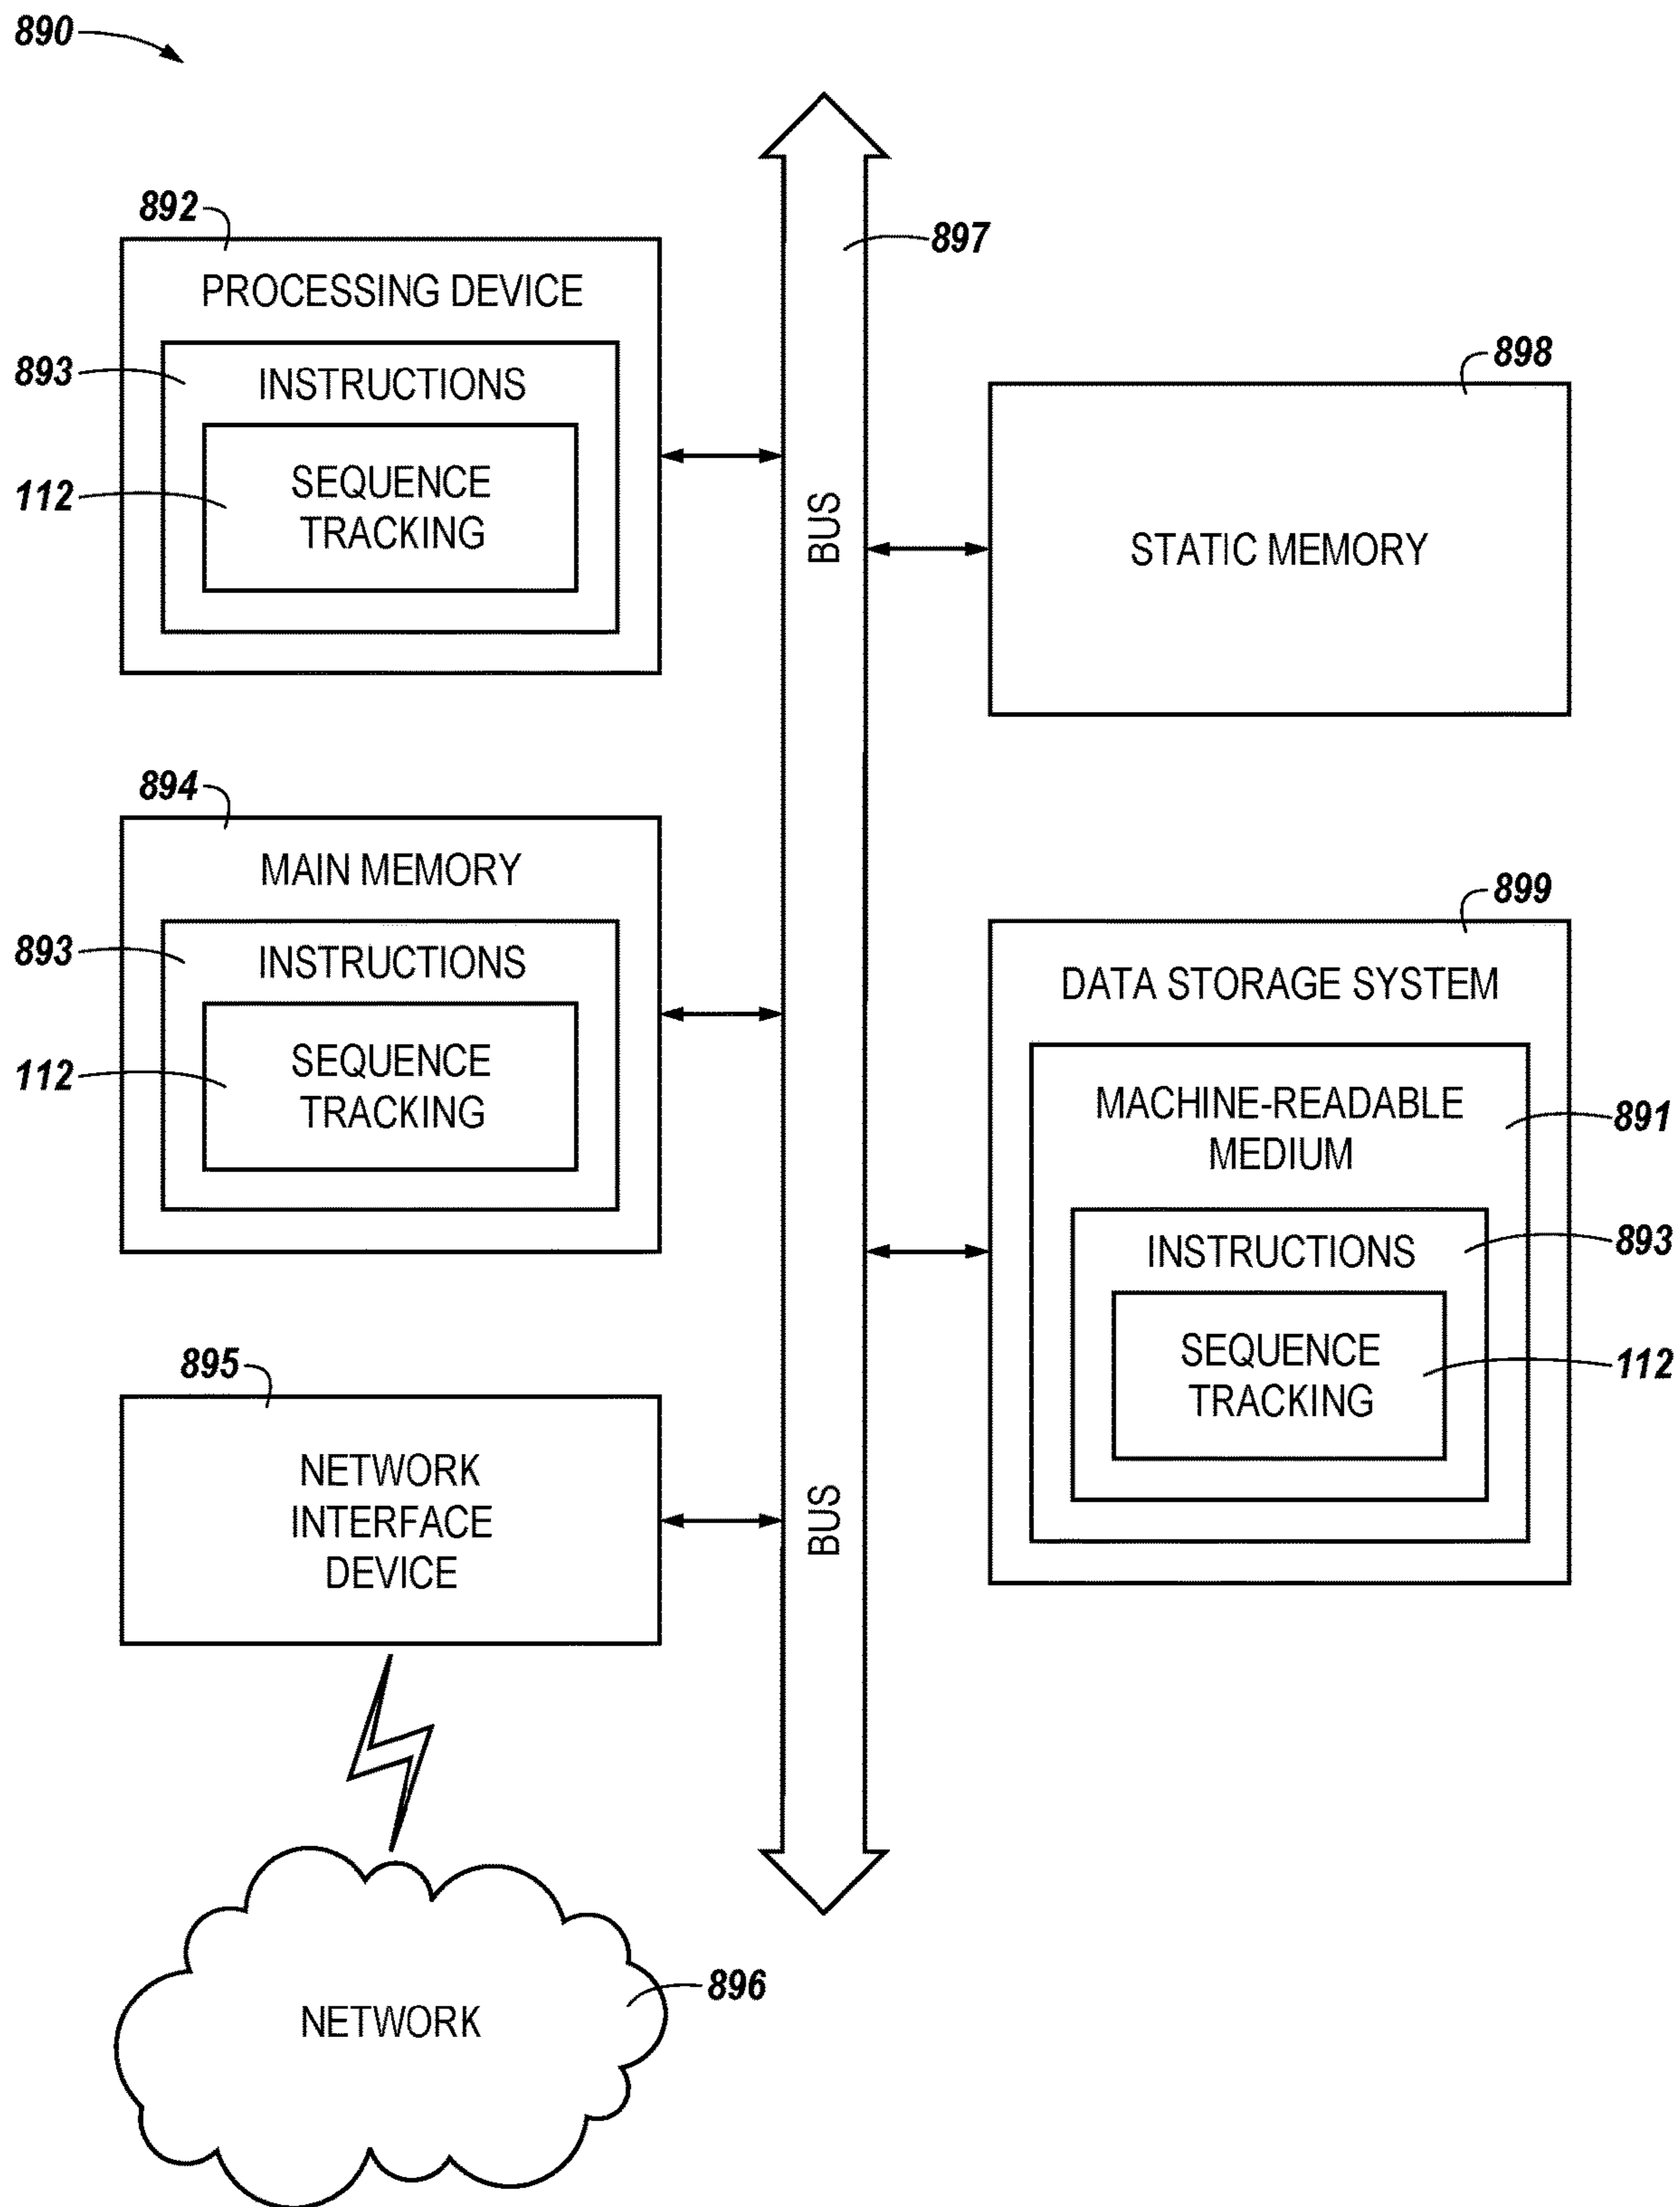 890
892
PROCESSING DEVICE
893
INSTRUCTIONS
112
SEQUENCE
TRACKING
894
MAIN MEMORY
893
INSTRUCTIONS
112
SEQUENCE
TRACKING
895
NETWORK
INTERFACE
DEVICE
NETWORK
896
897
BUS
BUS
898
STATIC MEMORY
899
DATA STORAGE SYSTEM
MACHINE-READABLE
MEDIUM
891
INSTRUCTIONS
893
SEQUENCE
TRACKING
112